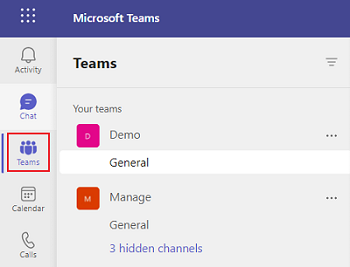 Microsoft Teams
Activity
Chat
Teams
Calendar
Calls
Teams
Your teams
D Demo
General
M Manage
General
3 hidden channels